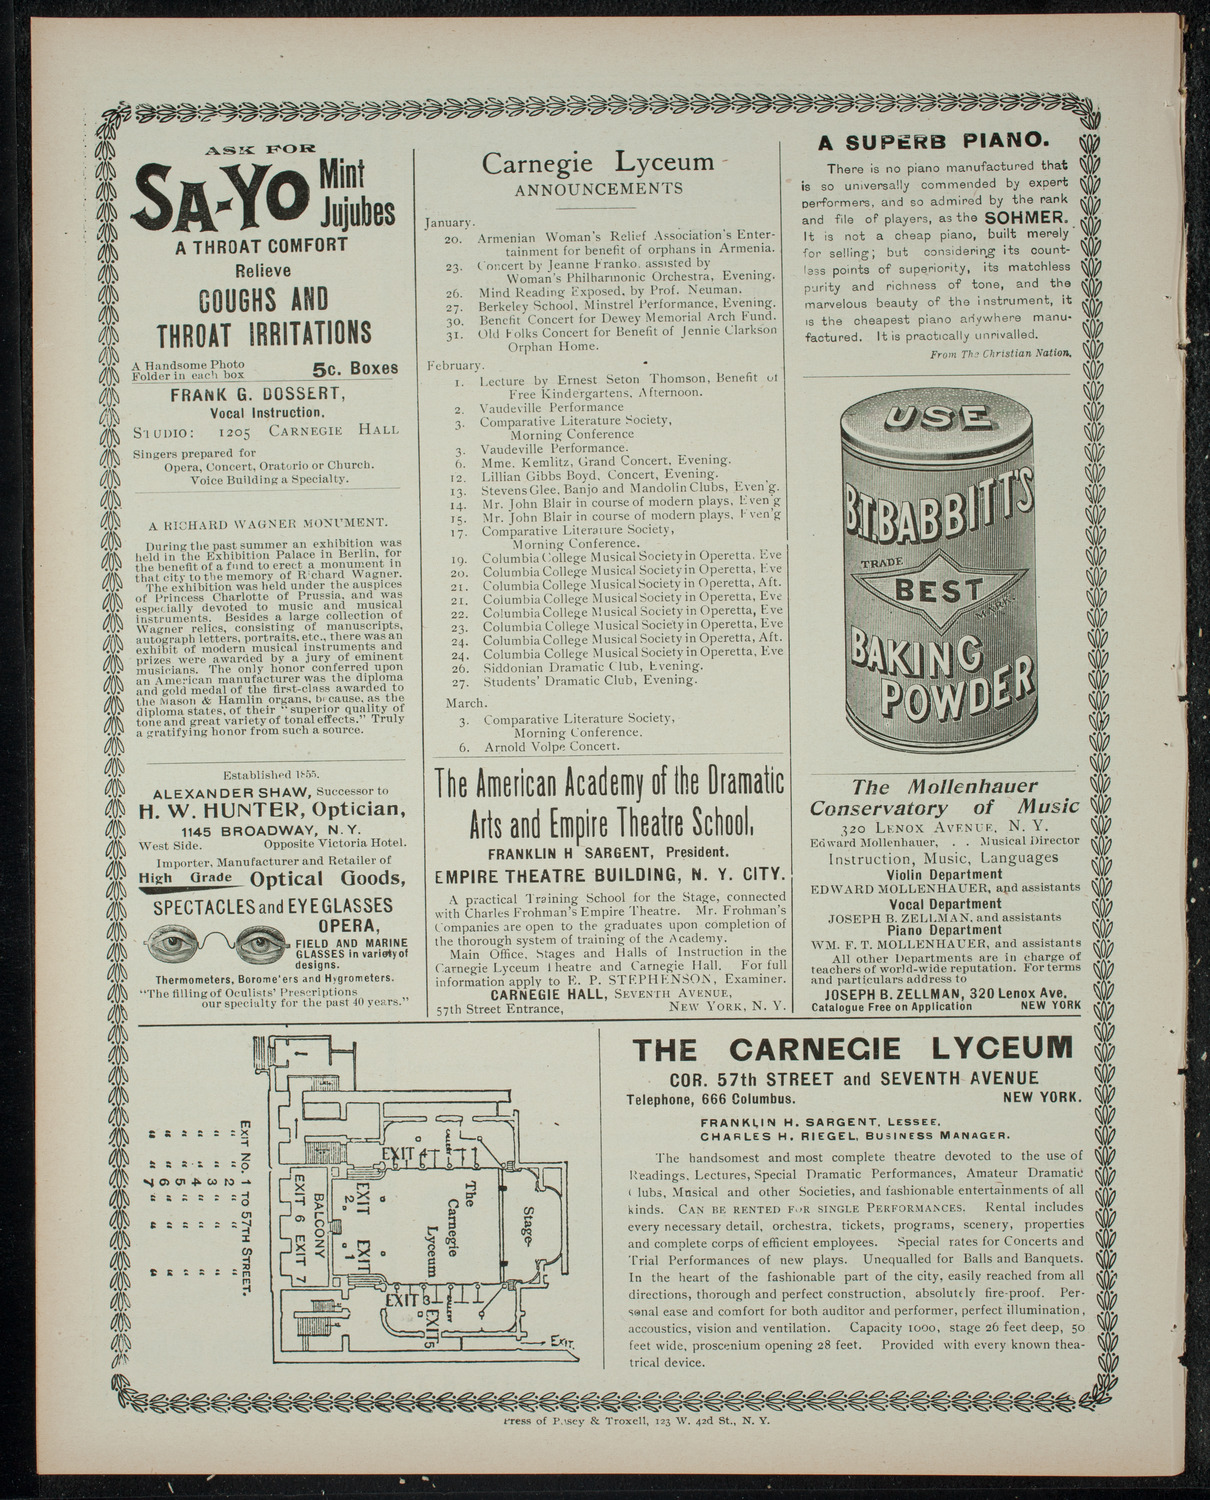 ASK FOR
SA-YO Mint Jujubes
A THROAT COMFORT
Relieve
COUGHS AND
THROAT IRRITATIONS
A Handsome Photo
Folder in each box 5c. Boxes
FRANK G. DOSSERT,
Vocal Instruction,
STUDIO: 1205 CARNEGIE HALL
Singers prepared for
Opera, Concert, Oratorio or Church.
Voice Building a Specialty.
A RICHARD WAGNER MONUMENT.
During the past summer an exhibition was
held in the Exhibition Palace in Berlin, for
the benefit of a fund to erect a monument in
that city to the memory of Richard Wagner.
The exhibition was held under the auspices
of Princess Charlotte of Prussia, and was
especially devoted to music and musical
instruments. Besides a large collection of
Wagner relics, consisting of manuscripts,
autograph letters, portraits, etc., there was an
exhibit of modern musical instruments and
prizes were awarded by a jury of eminent
musicians. The only honor conferred upon
an American manufacturer was the diploma
and gold medal of the first-class awarded to
the Mason & Hamlin organs, because, as the
diploma states, of their "superior quality of
tone and great variety of tonal effects." Truly
a gratifying honor from such a source.
Established 1855.
ALEXANDER SHAW, Successor to
H. W. HUNTER, Optician,
1145 BROADWAY, N. Y.
West Side. Opposite Victoria Hotel.
Importer, Manufacturer and Retailer of
High Grade Optical Goods,
SPECTACLES and EYEGLASSES
OPERA,
FIELD AND MARINE
GLASSES in variety of
designs.
Thermometers, Borome'ers and Hygrometers.
"The filling of Oculists' Prescriptions
our specialty for the past 40 years."
Carnegie Lyceum
ANNOUNCEMENTS
January.
20. Armenian Woman's Relief Association's Enter-
tainment for benefit of orphans in Armenia.
23. Concert by Jeanne Franko, assisted by
Woman's Philharmonic Orchestra, Evening.
26. Mind Reading Exposed, by Prof. Neuman.
27. Berkeley School, Minstrel Performance, Evening.
30. Benefit Concert for Dewey Memorial Arch Fund.
31. Old Folks Concert for Benefit of Jennie Clarkson
Orphan Home.
February.
1. Lecture by Ernest Seton Thomson, Benefit of
Free Kindergartens, Afternoon.
2. Vaudeville Performance
3. Comparative Literature Society,
Morning Conference
3. Vaudeville Performance.
6. Mme. Kemlitz, Grand Concert, Evening.
12. Lillian Gibbs Boyd, Concert, Evening.
13. Stevens Glee, Banjo and Mandolin Clubs, Even'g.
14. Mr. John Blair in course of modern plays, Even'g
15. Mr. John Blair in course of modern plays, Even'g
17. Comparative Literature Society,
Morning Conference.
19. Columbia College Musical Society in Operetta, Eve
20. Columbia College Musical Society in Operetta, Eve
21. Columbia College Musical Society in Operetta, Aft.
21. Columbia College Musical Society in Operetta, Eve
22. Columbia College Musical Society in Operetta, Eve
23. Columbia College Musical Society in Operetta, Eve
24. Columbia College Musical Society in Operetta, Aft.
24. Columbia College Musical Society in Operetta, Eve
26. Siddonian Dramatic Club, Evening.
27. Students' Dramatic Club, Evening.
March.
3. Comparative Literature Society,
Morning Conference.
6. Arnold Volpe Concert.
The American Academy of the Dramatic
Arts and Empire Theatre School,
FRANKLIN H SARGENT, President.
EMPIRE THEATRE BUILDING, N. Y. CITY.
A practical Training School for the Stage, connected
with Charles Frohman's Empire Theatre. Mr. Frohman's
Companies are open to the graduates upon completion of
the thorough system of training of the Academy.
Main Office, Stages and Halls of Instruction in the
Carnegie Lyceum Theatre and Carnegie Hall. For full
information apply to E. P. STEPHENSON, Examiner.
CARNEGIE HALL, SEVENTH AVENUE,
57th Street Entrance, NEW YORK, N. Y.
A SUPERB PIANO.
There is no piano manufactured that
is so universally commended by expert
performers, and so admired by the rank
and file of players, as the SOHMER.
It is not a cheap piano, built merely
for selling; but considering its count-
less points of superiority, its matchless
purity and richness of tone, and the
marvelous beauty of the instrument, it
is the cheapest piano anywhere manu-
factured. It is practically unrivalled.
From The Christian Nation.
USE
B.T. BABBITT'S
TRADE
BEST
MARK
BAKING
POWDER
The Mollenhauer
Conservatory of Music
320 LENOX AVENUE, N. Y.
Edward Mollenhauer, . . Musical Director
Instruction, Music, Languages
Violin Department
EDWARD MOLLENHAUER, and assistants
Vocal Department
JOSEPH B. ZELLMAN, and assistants
Piano Department
WM. F. T. MOLLENHAUER, and assistants
All other Departments are in charge of
teachers of world-wide reputation. For terms
and particulars address to
JOSEPH B. ZELLMAN, 320 Lenox Ave,
Catalogue Free on Application NEW YORK
EXIT NO. 1 TO 57TH STREET.
" " 2 " " "
" " 3 " " "
" " 4 " " "
" " 5 " " "
" " 6 " " "
" " 7 " " "
BALCONY
EXIT 6 EXIT 7
EXIT 2.
EXIT 1
EXIT 4
GALLERY
The
Carnegie
Lyceum
Stage
EXIT 3
GALLERY
EXIT 5
EXIT.
THE CARNEGIE LYCEUM
COR. 57th STREET and SEVENTH AVENUE
Telephone, 666 Columbus. NEW YORK.
FRANKLIN H. SARGENT, LESSEE,
CHARLES H. RIEGEL, BUSINESS MANAGER.
The handsomest and most complete theatre devoted to the use of
Readings, Lectures, Special Dramatic Performances, Amateur Dramatic
Clubs, Musical and other Societies, and fashionable entertainments of all
kinds. CAN BE RENTED FOR SINGLE PERFORMANCES. Rental includes
every necessary detail, orchestra, tickets, programs, scenery, properties
and complete corps of efficient employees. Special rates for Concerts and
Trial Performances of new plays. Unequalled for Balls and Banquets.
In the heart of the fashionable part of the city, easily reached from all
directions, thorough and perfect construction, absolutely fire-proof. Per-
sonal ease and comfort for both auditor and performer, perfect illumination,
accoustics, vision and ventilation. Capacity 1000, stage 26 feet deep, 50
feet wide, proscenium opening 28 feet. Provided with every known thea-
trical device.
Press of Pusey & Troxell, 123 W. 42d St., N. Y.